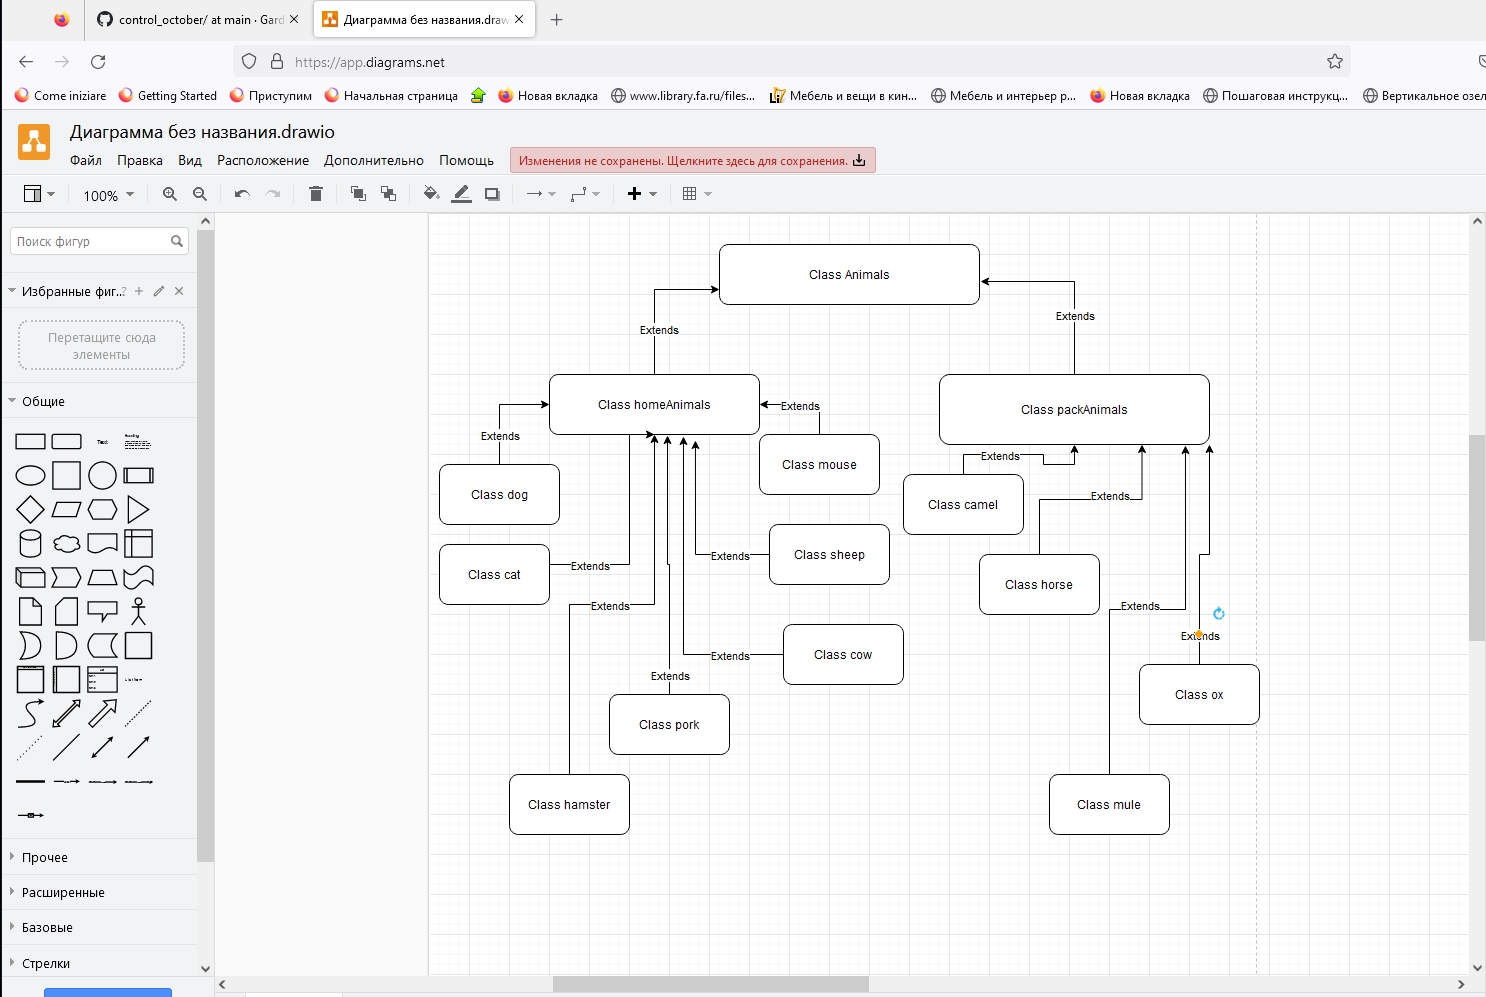 control_october/ at main · Gard
Диаграмма без названия.draw
https://app.diagrams.net
Come iniziare
Getting Started
Приступим
Начальная страница
Новая вкладка
www.library.fa.ru/files...
Мебель и вещи в кин...
Мебель и интерьер р...
Новая вкладка
Пошаговая инструкц...
Вертикальное озел
Диаграмма без названия.drawio
Файл Правка Вид Расположение Дополнительно Помощь
Изменения не сохранены. Щелкните здесь для сохранения.
100%
Поиск фигур
Избранные фиг...
?
Перетащите сюда
элементы
Общие
Text
Heading
List Item
Прочее
Расширенные
Базовые
Стрелки
Class Animals
Extends
Extends
Class homeAnimals
Class packAnimals
Extends
Extends
Class mouse
Class dog
Extends
Class camel
Extends
Class cat
Extends
Extends
Class sheep
Class horse
Extends
Extends
Extends
Class cow
Extends
Extends
Class ox
Class pork
Extends
Class hamster
Class mule